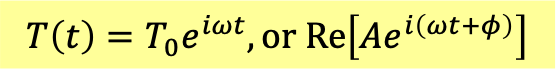 T(t) = T₀e^{iωt}, or Re[Ae^{i(ωt+ϕ)}]